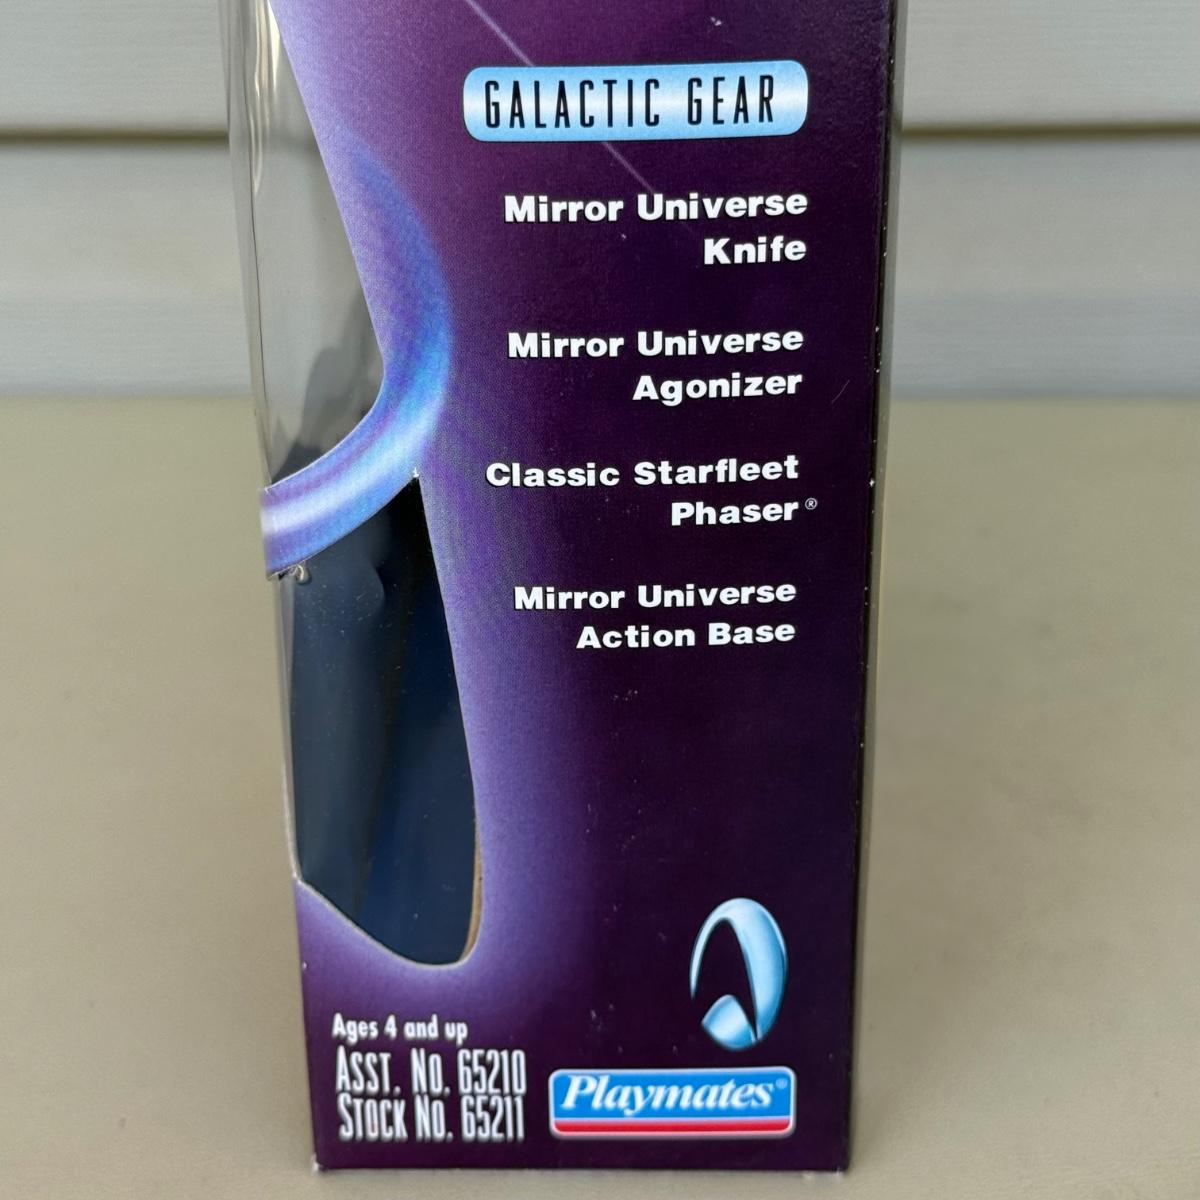 GALACTIC GEAR
Mirror Universe
Knife
Mirror Universe
Agonizer
Classic Starfleet
Phaser®
Mirror Universe
Action Base
Ages 4 and up
ASST. NO. 65210
STOCK NO. 65211
Playmates®